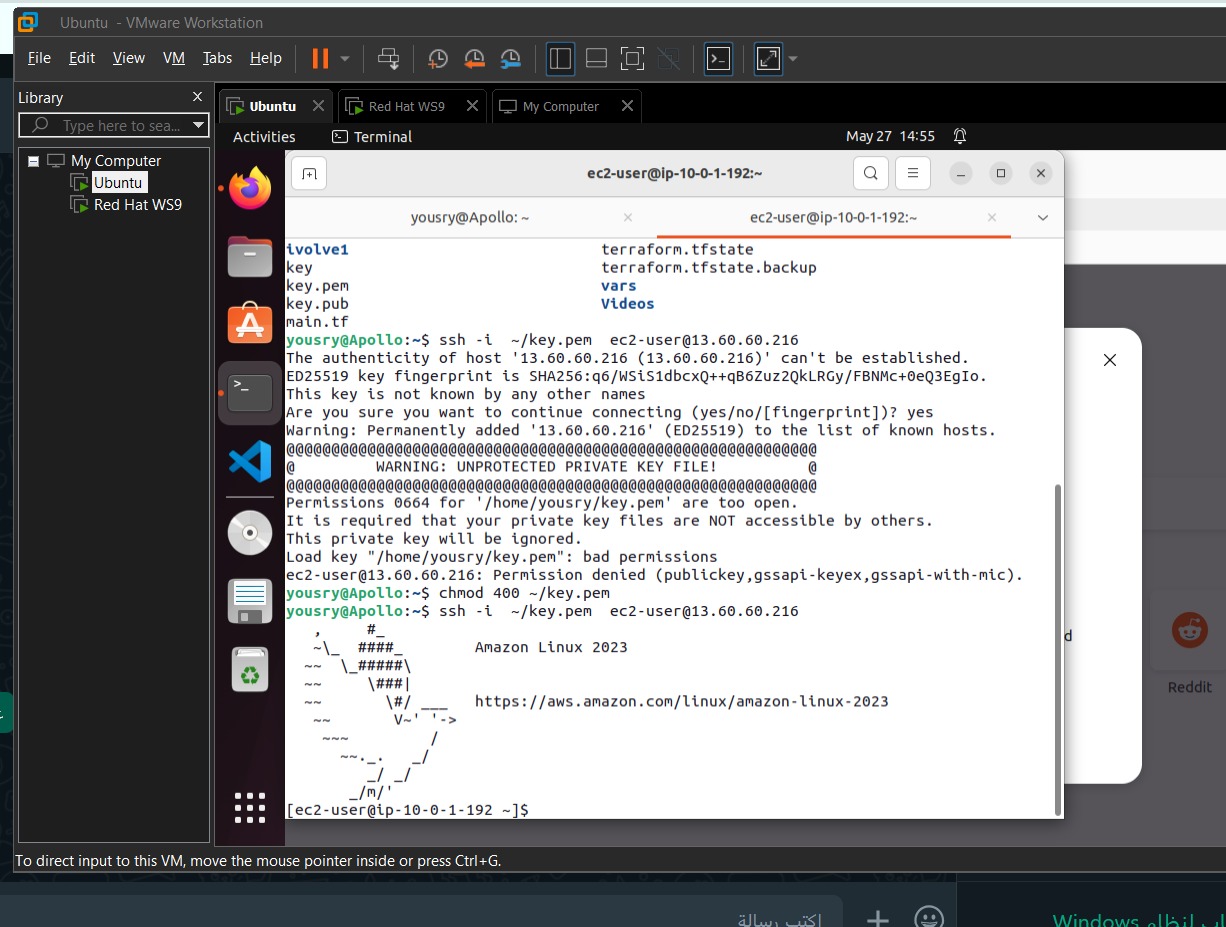 Ubuntu - VMware Workstation
File Edit View VM Tabs Help
Library
Type here to sea...
My Computer
Ubuntu
Red Hat WS9
Ubuntu Red Hat WS9 My Computer
Activities Terminal May 27 14:55
ec2-user@ip-10-0-1-192:~
yousry@Apollo: ~ ec2-user@ip-10-0-1-192:~
ivolve1 terraform.tfstate
key terraform.tfstate.backup
key.pem vars
key.pub Videos
main.tf
yousry@Apollo:~$ ssh -i  ~/key.pem  ec2-user@13.60.60.216
The authenticity of host '13.60.60.216 (13.60.60.216)' can't be established.
ED25519 key fingerprint is SHA256:q6/WSiS1dbcxQ++qB6Zuz2QkLRGy/FBNMc+0eQ3EgIo.
This key is not known by any other names
Are you sure you want to continue connecting (yes/no/[fingerprint])? yes
Warning: Permanently added '13.60.60.216' (ED25519) to the list of known hosts.
@@@@@@@@@@@@@@@@@@@@@@@@@@@@@@@@@@@@@@@@@@@@@@@@@@@@@@@@@@@
@         WARNING: UNPROTECTED PRIVATE KEY FILE!          @
@@@@@@@@@@@@@@@@@@@@@@@@@@@@@@@@@@@@@@@@@@@@@@@@@@@@@@@@@@@
Permissions 0664 for '/home/yousry/key.pem' are too open.
It is required that your private key files are NOT accessible by others.
This private key will be ignored.
Load key "/home/yousry/key.pem": bad permissions
ec2-user@13.60.60.216: Permission denied (publickey,gssapi-keyex,gssapi-with-mic).
yousry@Apollo:~$ chmod 400 ~/key.pem
yousry@Apollo:~$ ssh -i  ~/key.pem  ec2-user@13.60.60.216
   ,     #_
   ~\_  ####_        Amazon Linux 2023
  ~~  \_#####\
  ~~     \###|
  ~~       \#/ ___   https://aws.amazon.com/linux/amazon-linux-2023
   ~~       V~' '->
    ~~~         /
      ~~._.   _/
         _/ _/
       _/m/'
[ec2-user@ip-10-0-1-192 ~]$
d
Reddit
To direct input to this VM, move the mouse pointer inside or press Ctrl+G.
اكتب رسالة
لنظام Windows